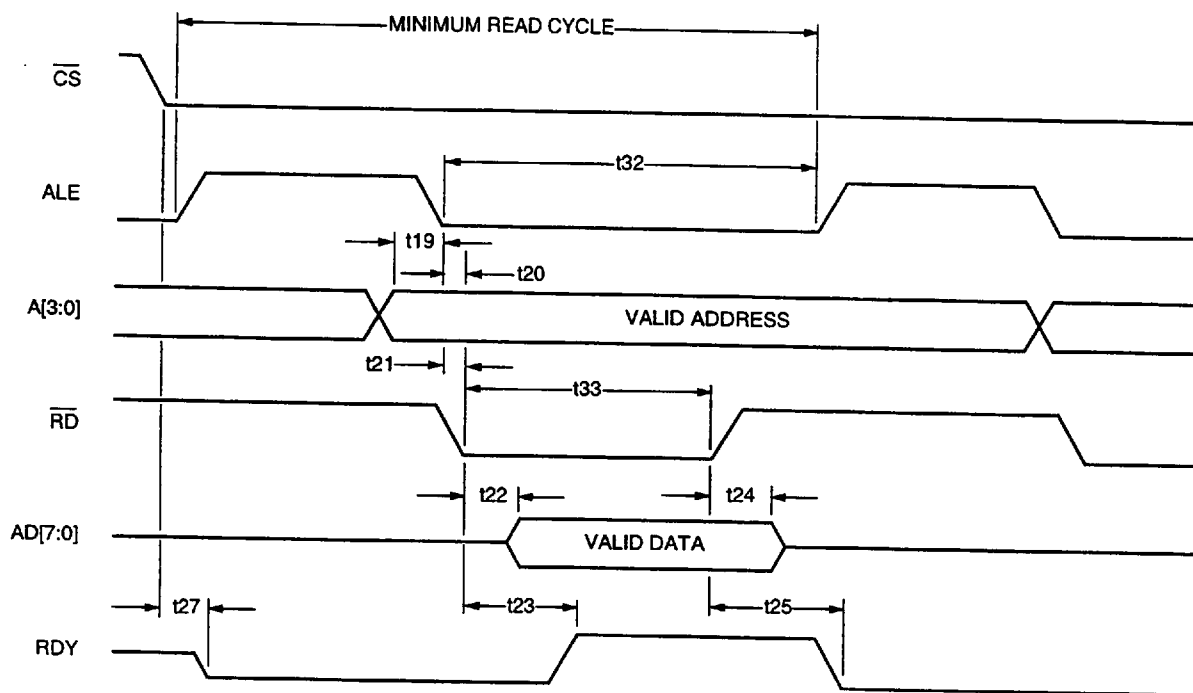 MINIMUM READ CYCLE
CS
t32
ALE
t19
t20
A[3:0]
VALID ADDRESS
t21
t33
RD
t22
t24
AD[7:0]
VALID DATA
t27
t23
t25
RDY